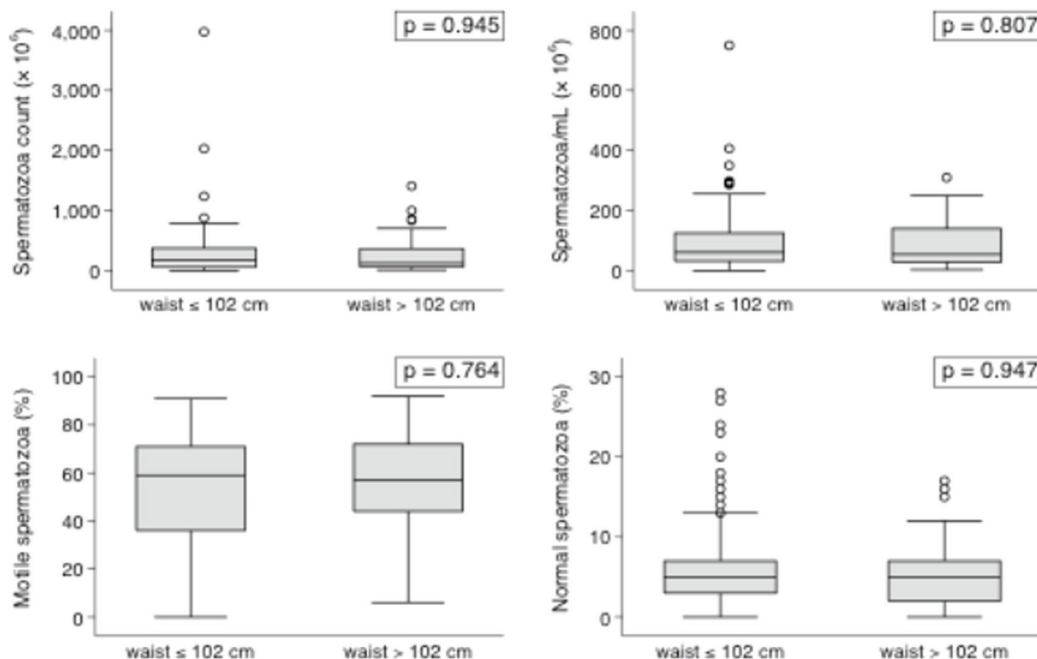 Spermatozoa count (× 10⁶)
4,000
3,000
2,000
1,000
0
p = 0.945
waist ≤ 102 cm
waist > 102 cm
Spermatozoa/mL (× 10⁶)
800
600
400
200
0
p = 0.807
waist ≤ 102 cm
waist > 102 cm
Motile spermatozoa (%)
100
80
60
40
20
0
p = 0.764
waist ≤ 102 cm
waist > 102 cm
Normal spermatozoa (%)
30
20
10
0
p = 0.947
waist ≤ 102 cm
waist > 102 cm